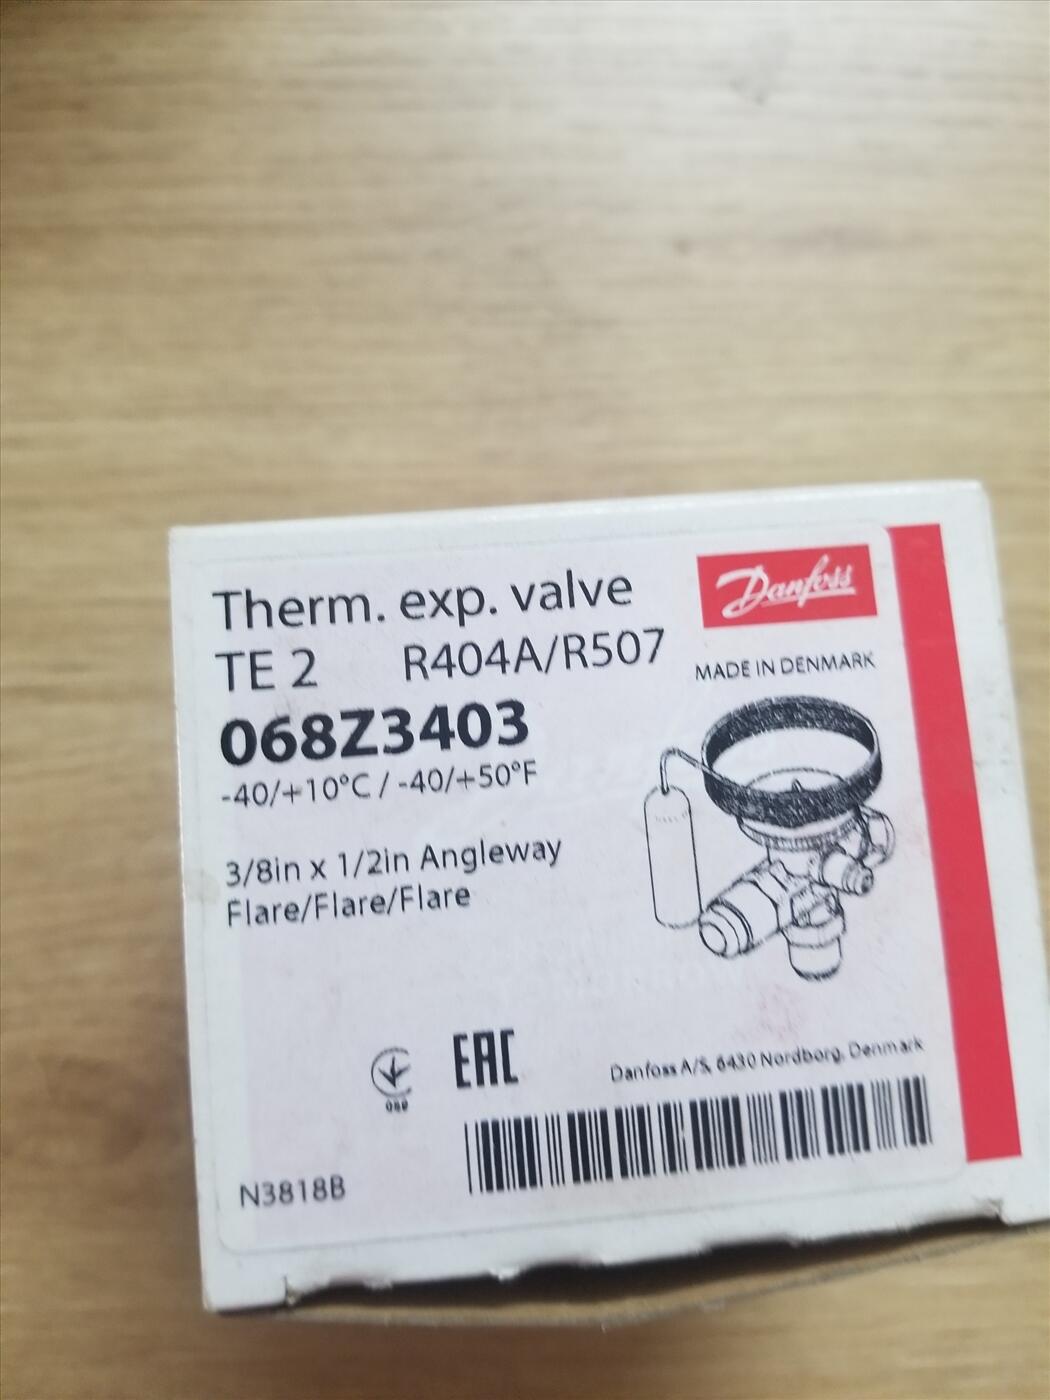 Therm. exp. valve
TE 2 R404A/R507
068Z3403
-40/+10°C / -40/+50°F
3/8in x 1/2in Angleway
Flare/Flare/Flare
Danfoss
MADE IN DENMARK
EAC
Danfoss A/S, 6430 Nordborg, Denmark
N3818B